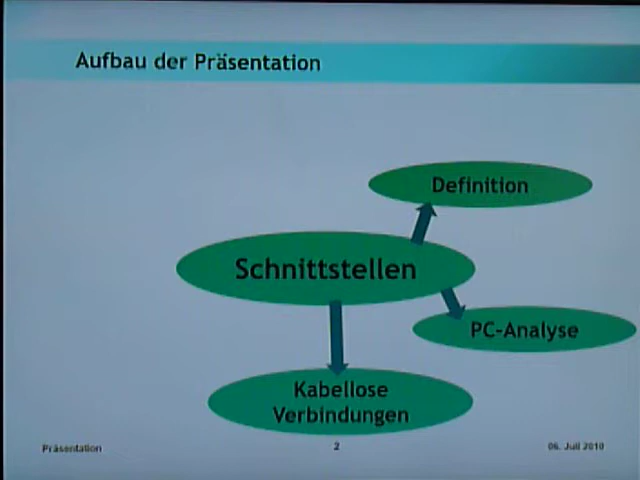 Aufbau der Präsentation
Definition
Schnittstellen
PC-Analyse
Kabellose
Verbindungen
Präsentation
2
06. Juli 2010